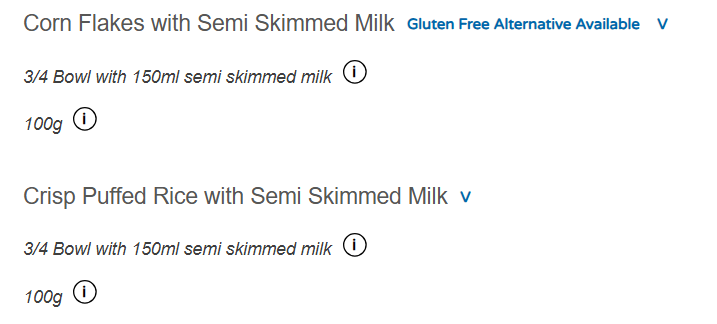 Corn Flakes with Semi Skimmed Milk Gluten Free Alternative Available V
3/4 Bowl with 150ml semi skimmed milk i
100g i
Crisp Puffed Rice with Semi Skimmed Milk V
3/4 Bowl with 150ml semi skimmed milk i
100g i